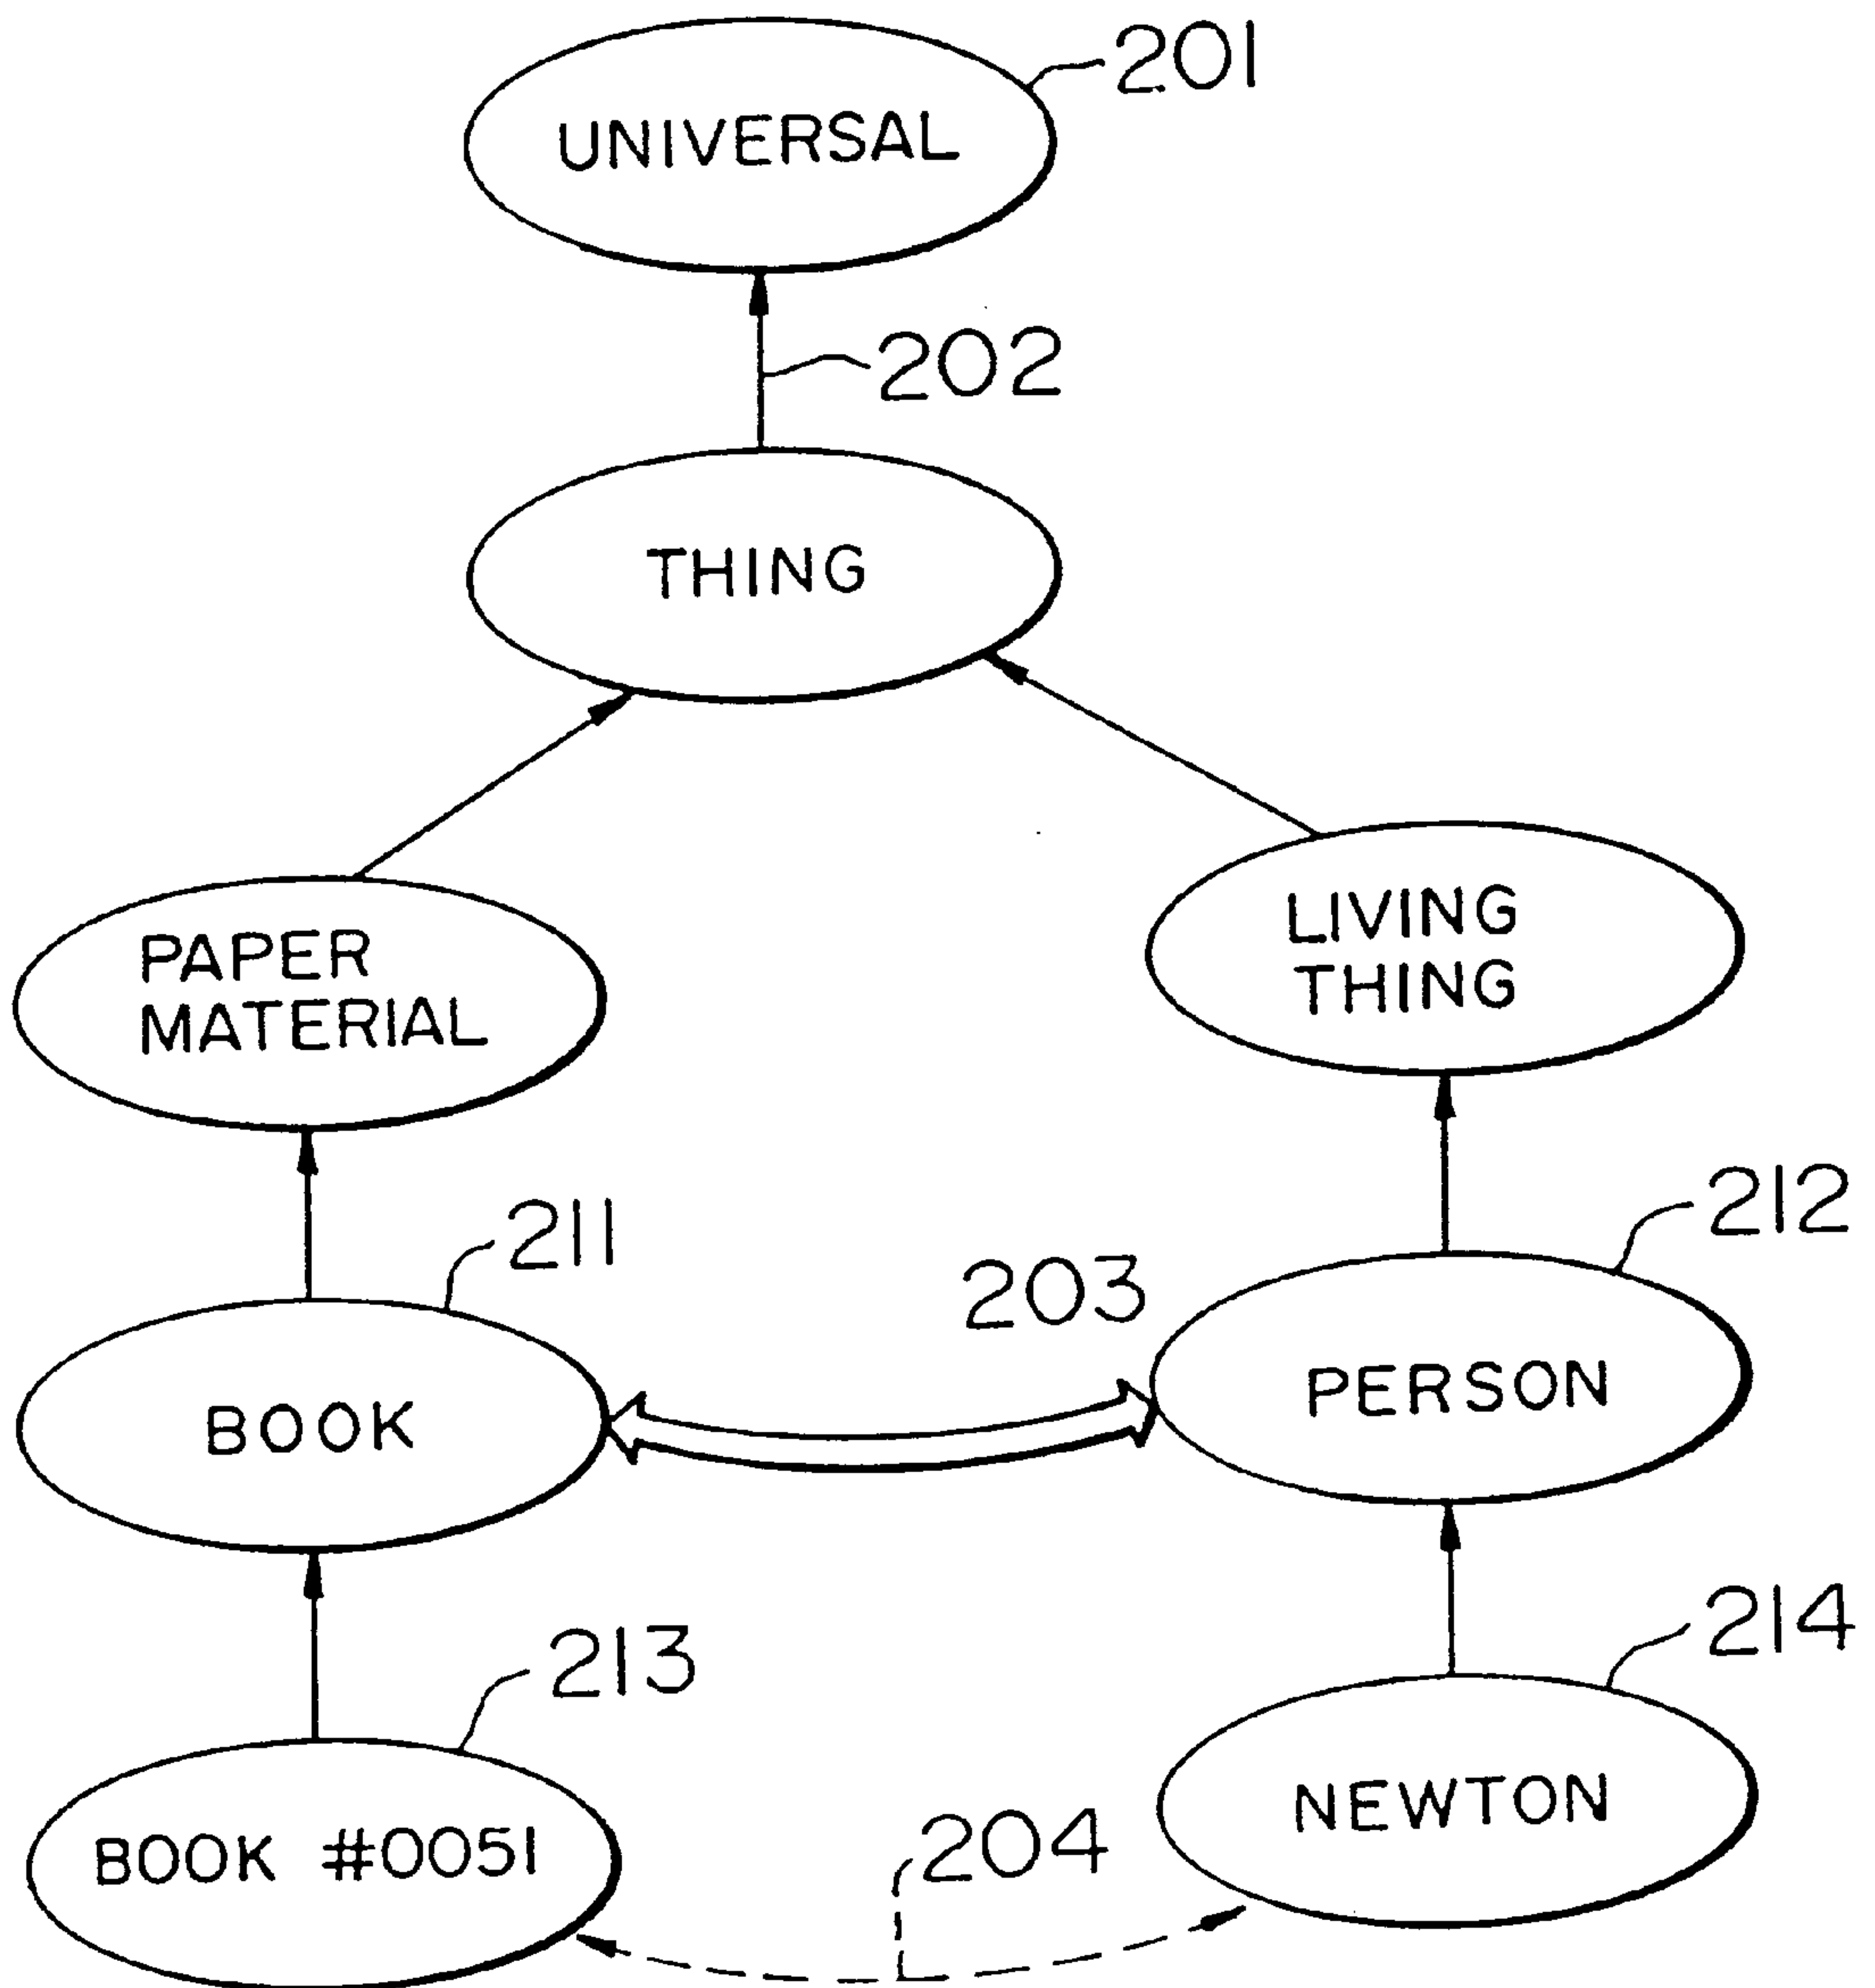 201
UNIVERSAL
202
THING
PAPER
MATERIAL
LIVING
THING
211
212
203
BOOK
PERSON
213
214
BOOK #0051
NEWTON
204